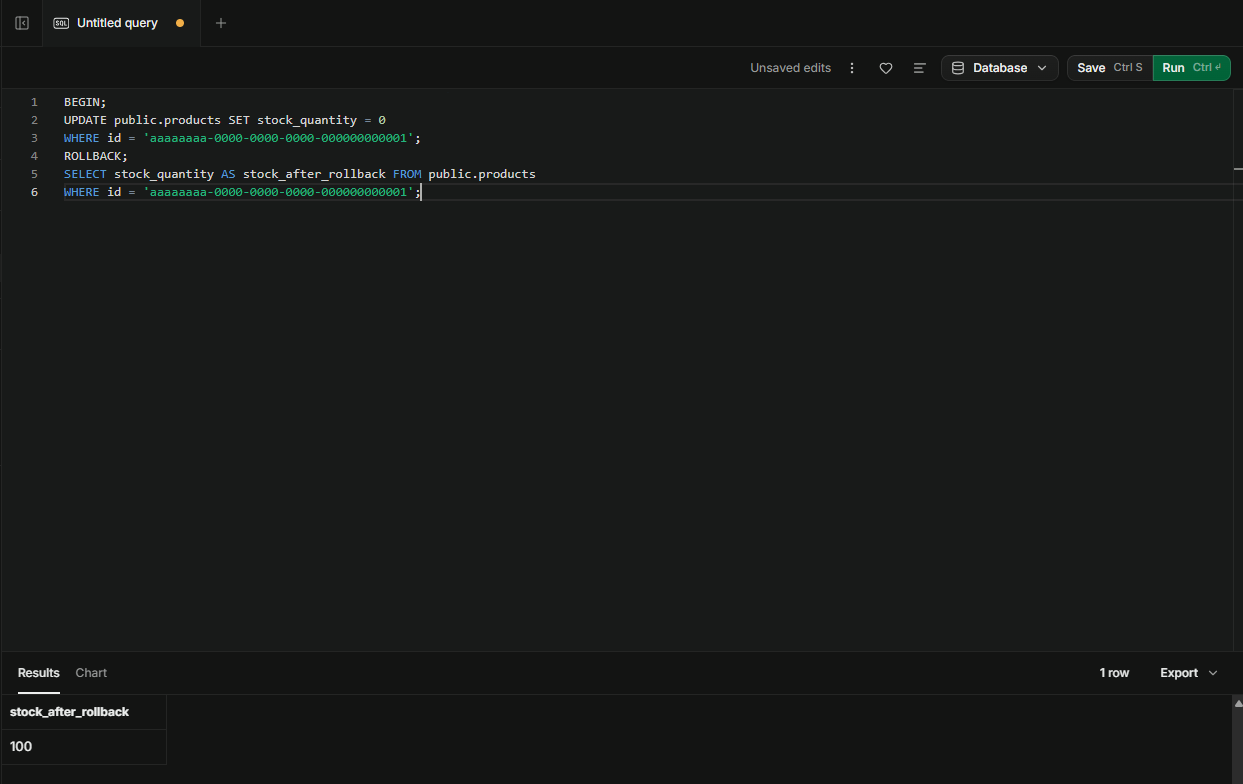 SQL Untitled query
Unsaved edits Database Save Ctrl S Run Ctrl ↵
1 BEGIN;
2 UPDATE public.products SET stock_quantity = 0
3 WHERE id = 'aaaaaaaa-0000-0000-0000-000000000001';
4 ROLLBACK;
5 SELECT stock_quantity AS stock_after_rollback FROM public.products
6 WHERE id = 'aaaaaaaa-0000-0000-0000-000000000001';
Results Chart 1 row Export
stock_after_rollback
100